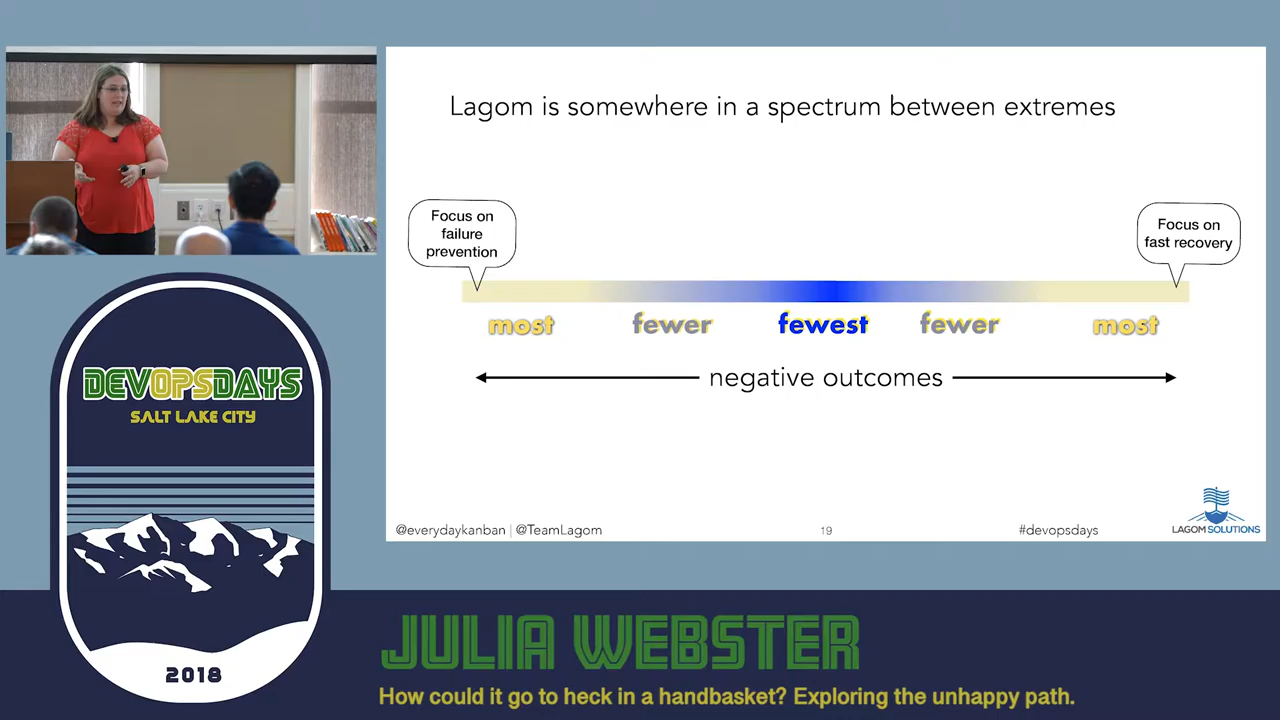 Lagom is somewhere in a spectrum between extremes
Focus on
failure
prevention
Focus on
fast recovery
most
fewer
fewest
fewer
most
negative outcomes
@everydaykanban | @TeamLagom
19
#devopsdays
LAGOM SOLUTIONS
DEVOPSDAYS
SALT LAKE CITY
2018
JULIA WEBSTER
How could it go to heck in a handbasket? Exploring the unhappy path.